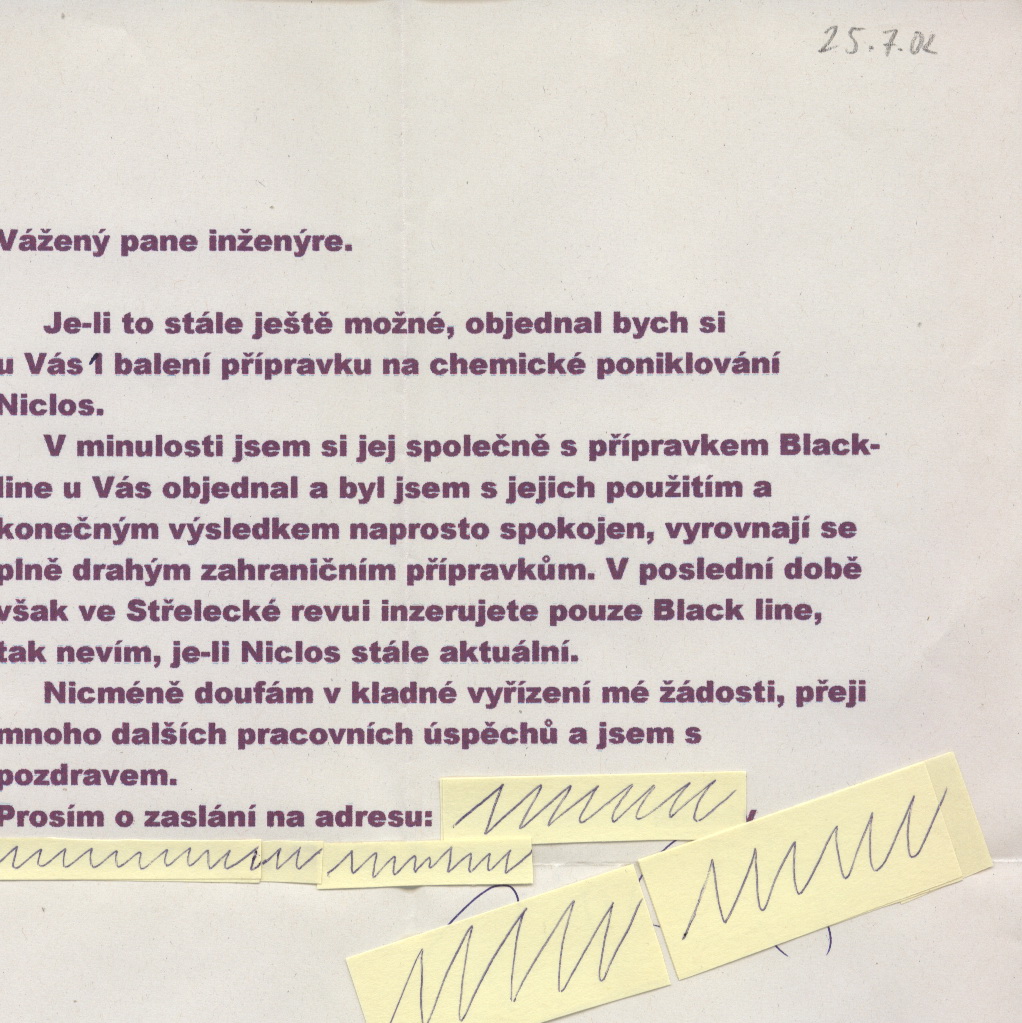 25.7.02
Vážený pane inženýre.
Je-li to stále ještě možné, objednal bych si
u Vás 1 balení přípravku na chemické poniklování
Niclos.
V minulosti jsem si jej společně s přípravkem Black-
line u Vás objednal a byl jsem s jejich použitím a
konečným výsledkem naprosto spokojen, vyrovnají se
plně drahým zahraničním přípravkům. V poslední době
však ve Střelecké revui inzerujete pouze Black line,
tak nevím, je-li Niclos stále aktuální.
Nicméně doufám v kladné vyřízení mé žádosti, přeji
mnoho dalších pracovních úspěchů a jsem s
pozdravem.
Prosím o zaslání na adresu: ,